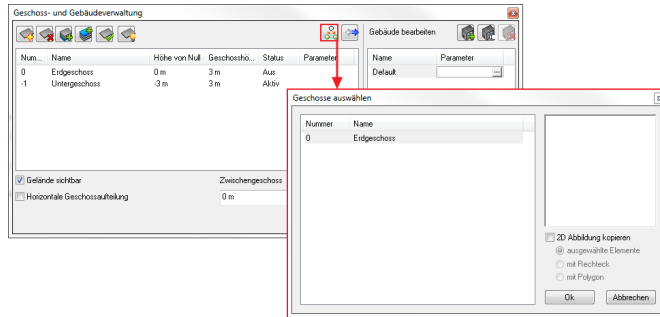 Geschoss- und Gebäudeverwaltung
Gebäude bearbeiten
Num... Name Höhe von Null Geschosshö... Status Parameter
0 Erdgeschoss 0 m 3 m Aus
-1 Untergeschoss -3 m 3 m Aktiv
Name Parameter
Default ...
Gelände sichtbar
Horizontale Geschossaufteilung
Zwischengeschoss
0 m
Geschosse auswählen
Nummer Name
0 Erdgeschoss
2D Abbildung kopieren
ausgewählte Elemente
mit Rechteck
mit Polygon
Ok Abbrechen